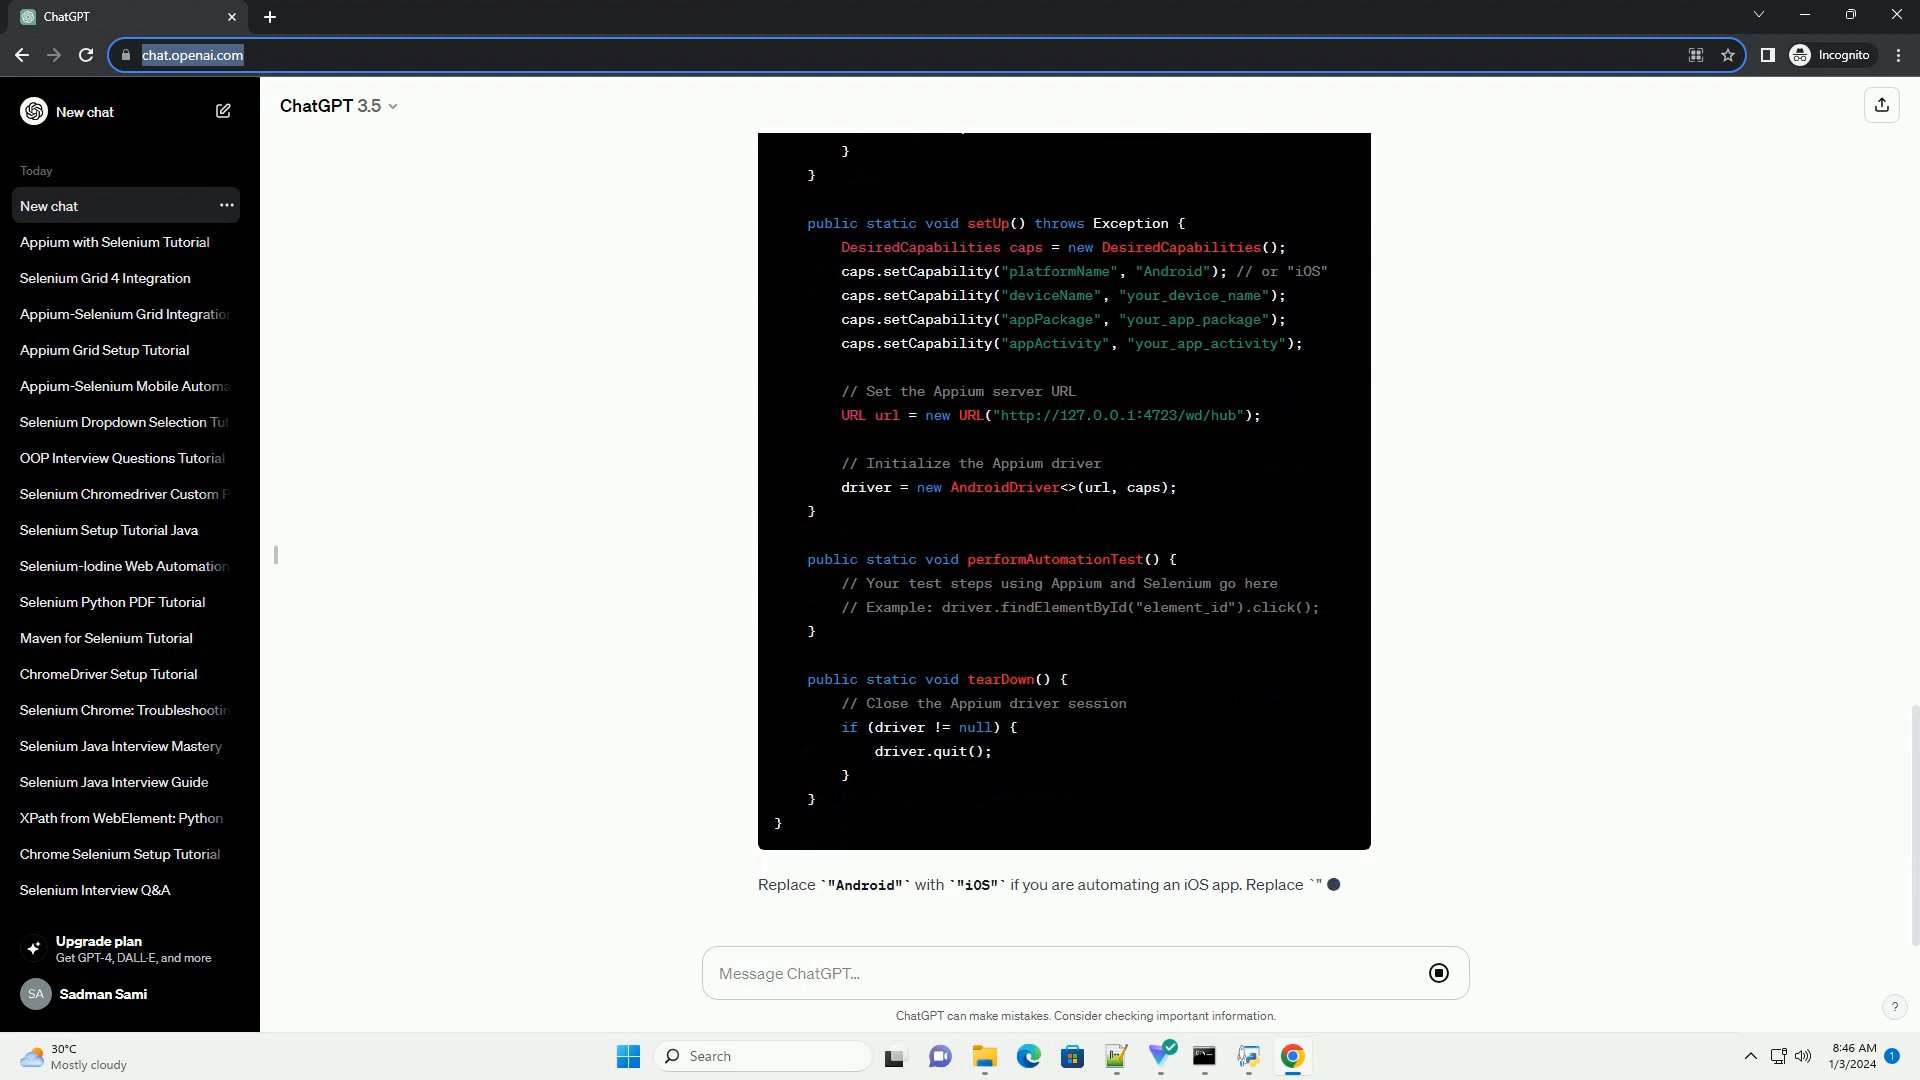 ChatGPT
chat.openai.com
Incognito
New chat
ChatGPT 3.5
Today
New chat
Appium with Selenium Tutorial
Selenium Grid 4 Integration
Appium-Selenium Grid Integration
Appium Grid Setup Tutorial
Appium-Selenium Mobile Automa
Selenium Dropdown Selection Tut
OOP Interview Questions Tutorial
Selenium Chromedriver Custom P
Selenium Setup Tutorial Java
Selenium-Iodine Web Automation
Selenium Python PDF Tutorial
Maven for Selenium Tutorial
ChromeDriver Setup Tutorial
Selenium Chrome: Troubleshootin
Selenium Java Interview Mastery
Selenium Java Interview Guide
XPath from WebElement: Python
Chrome Selenium Setup Tutorial
Selenium Interview Q&A
Upgrade plan
Get GPT-4, DALL·E, and more
SA
Sadman Sami
}
}
public static void setUp() throws Exception {
DesiredCapabilities caps = new DesiredCapabilities();
caps.setCapability("platformName", "Android"); // or "iOS"
caps.setCapability("deviceName", "your_device_name");
caps.setCapability("appPackage", "your_app_package");
caps.setCapability("appActivity", "your_app_activity");
// Set the Appium server URL
URL url = new URL("http://127.0.0.1:4723/wd/hub");
// Initialize the Appium driver
driver = new AndroidDriver<>(url, caps);
}
public static void performAutomationTest() {
// Your test steps using Appium and Selenium go here
// Example: driver.findElementById("element_id").click();
}
public static void tearDown() {
// Close the Appium driver session
if (driver != null) {
driver.quit();
}
}
}
Replace `"Android"` with `"iOS"` if you are automating an iOS app. Replace `"
Message ChatGPT...
ChatGPT can make mistakes. Consider checking important information.
?
30°C
Mostly cloudy
Search
8:46 AM
1/3/2024
1